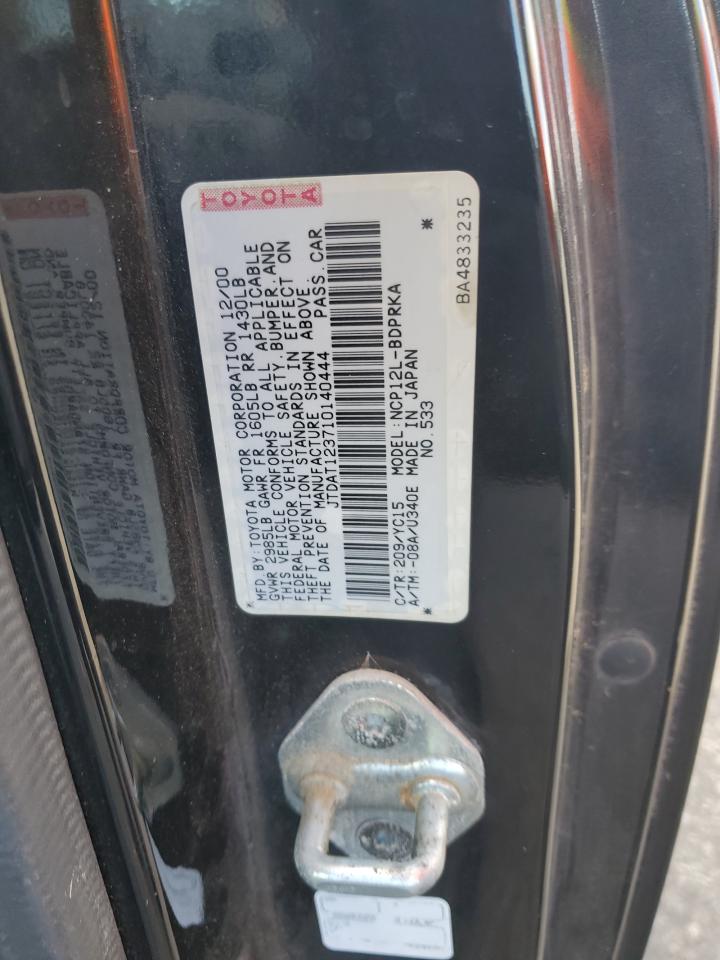 TOYOTA
* MFD.BY:TOYOTA MOTOR CORPORATION 12/00
GVWR 2985LB GAWR FR 1605LB RR 1430LB
THIS VEHICLE CONFORMS TO ALL APPLICABLE
FEDERAL MOTOR VEHICLE SAFETY,BUMPER,AND
THEFT PREVENTION STANDARDS IN EFFECT ON
THE DATE OF MANUFACTURE SHOWN ABOVE.
JTDAT123710140444 PASS.CAR
C/TR:209/YC15 MODEL:NCP12L-BDPRKA
A/TM:-08A/U340E MADE IN JAPAN
* NO.533 *
BA4833235